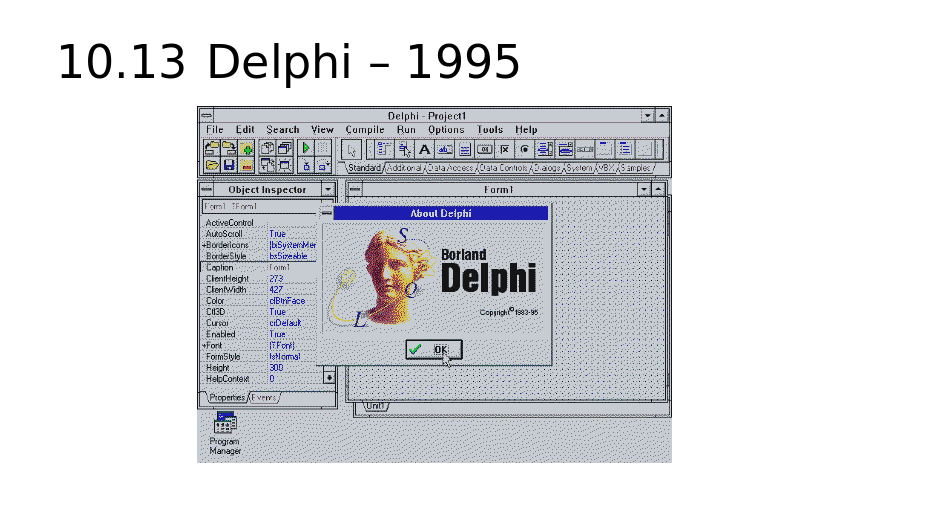 10.13 Delphi – 1995
Delphi - Project1
File Edit Search View Compile Run Options Tools Help
Standard Additional Data Access Data Controls Dialogs System VBX Samples
Object Inspector
Form1
Form1: TForm1
About Delphi
ActiveControl
AutoScroll True
+BorderIcons [biSystemMer
BorderStyle bsSizeable
Caption Form1
ClientHeight 273
ClientWidth 427
Color clBtnFace
Ctl3D True
Cursor crDefault
Enabled True
+Font (TFont)
FormStyle fsNormal
Height 300
HelpContext 0
S
Q
L
Borland
Delphi
Copyright © 1983-95
OK
Properties Events
Unit1
Program
Manager